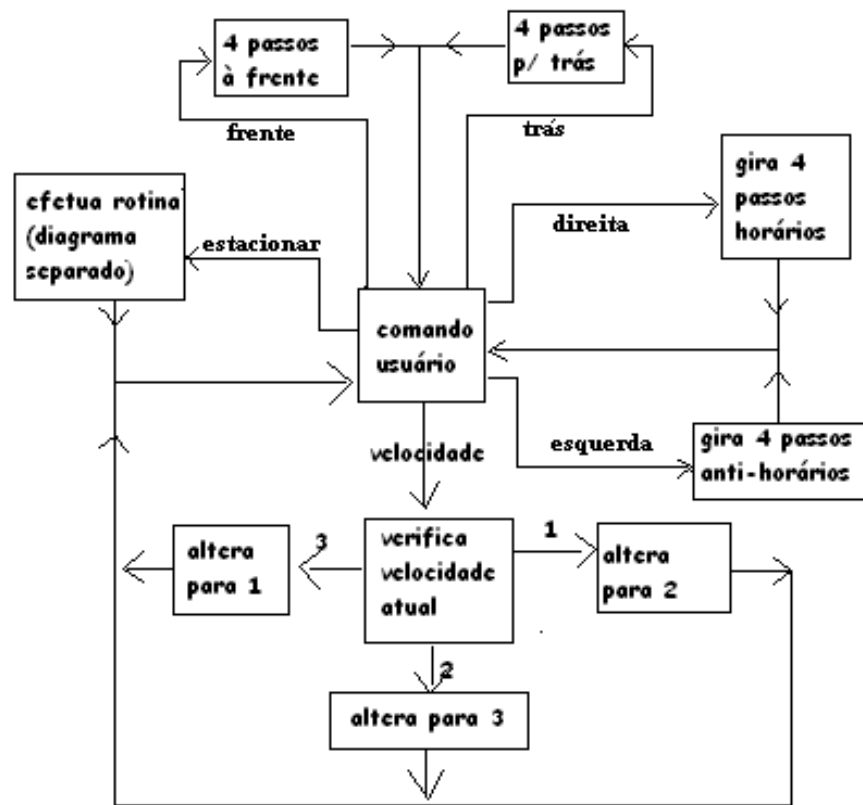 4 passos
à frente
4 passos
p/ trás
frente
trás
gira 4
passos
horários
efetua rotina
(diagrama
separado)
estacionar
direita
comando
usuário
esquerda
gira 4 passos
anti-horários
velocidade
altera
para 1
3
verifica
velocidade
atual
1
altera
para 2
2
altera para 3